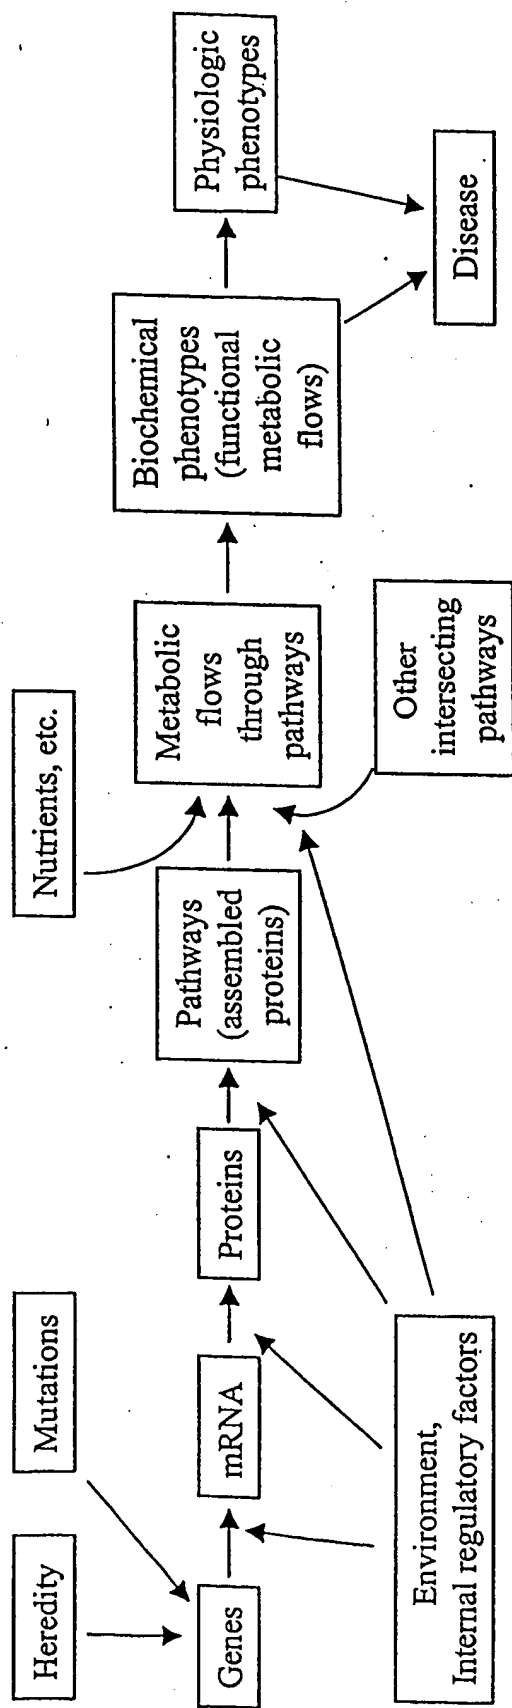 Heredity
Mutations
Nutrients, etc.
Genes
mRNA
Proteins
Pathways
(assembled
proteins)
Metabolic
flows
through
pathways
Biochemical
phenotypes
(functional
metabolic
flows)
Physiologic
phenotypes
Environment,
Internal regulatory factors
Other
intersecting
pathways
Disease